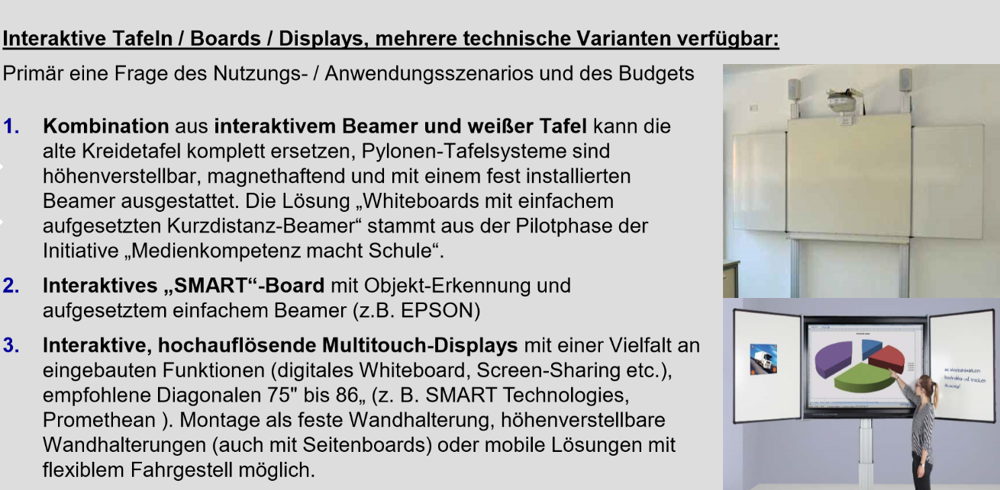 Interaktive Tafeln / Boards / Displays, mehrere technische Varianten verfügbar:
Primär eine Frage des Nutzungs- / Anwendungsszenarios und des Budgets
1. Kombination aus interaktivem Beamer und weißer Tafel kann die
alte Kreidetafel komplett ersetzen, Pylonen-Tafelsysteme sind
höhenverstellbar, magnethaftend und mit einem fest installierten
Beamer ausgestattet. Die Lösung „Whiteboards mit einfachem
aufgesetzten Kurzdistanz-Beamer“ stammt aus der Pilotphase der
Initiative „Medienkompetenz macht Schule“.
2. Interaktives „SMART“-Board mit Objekt-Erkennung und
aufgesetztem einfachem Beamer (z.B. EPSON)
3. Interaktive, hochauflösende Multitouch-Displays mit einer Vielfalt an
eingebauten Funktionen (digitales Whiteboard, Screen-Sharing etc.),
empfohlene Diagonalen 75" bis 86„ (z. B. SMART Technologies,
Promethean ). Montage als feste Wandhalterung, höhenverstellbare
Wandhalterungen (auch mit Seitenboards) oder mobile Lösungen mit
flexiblem Fahrgestell möglich.